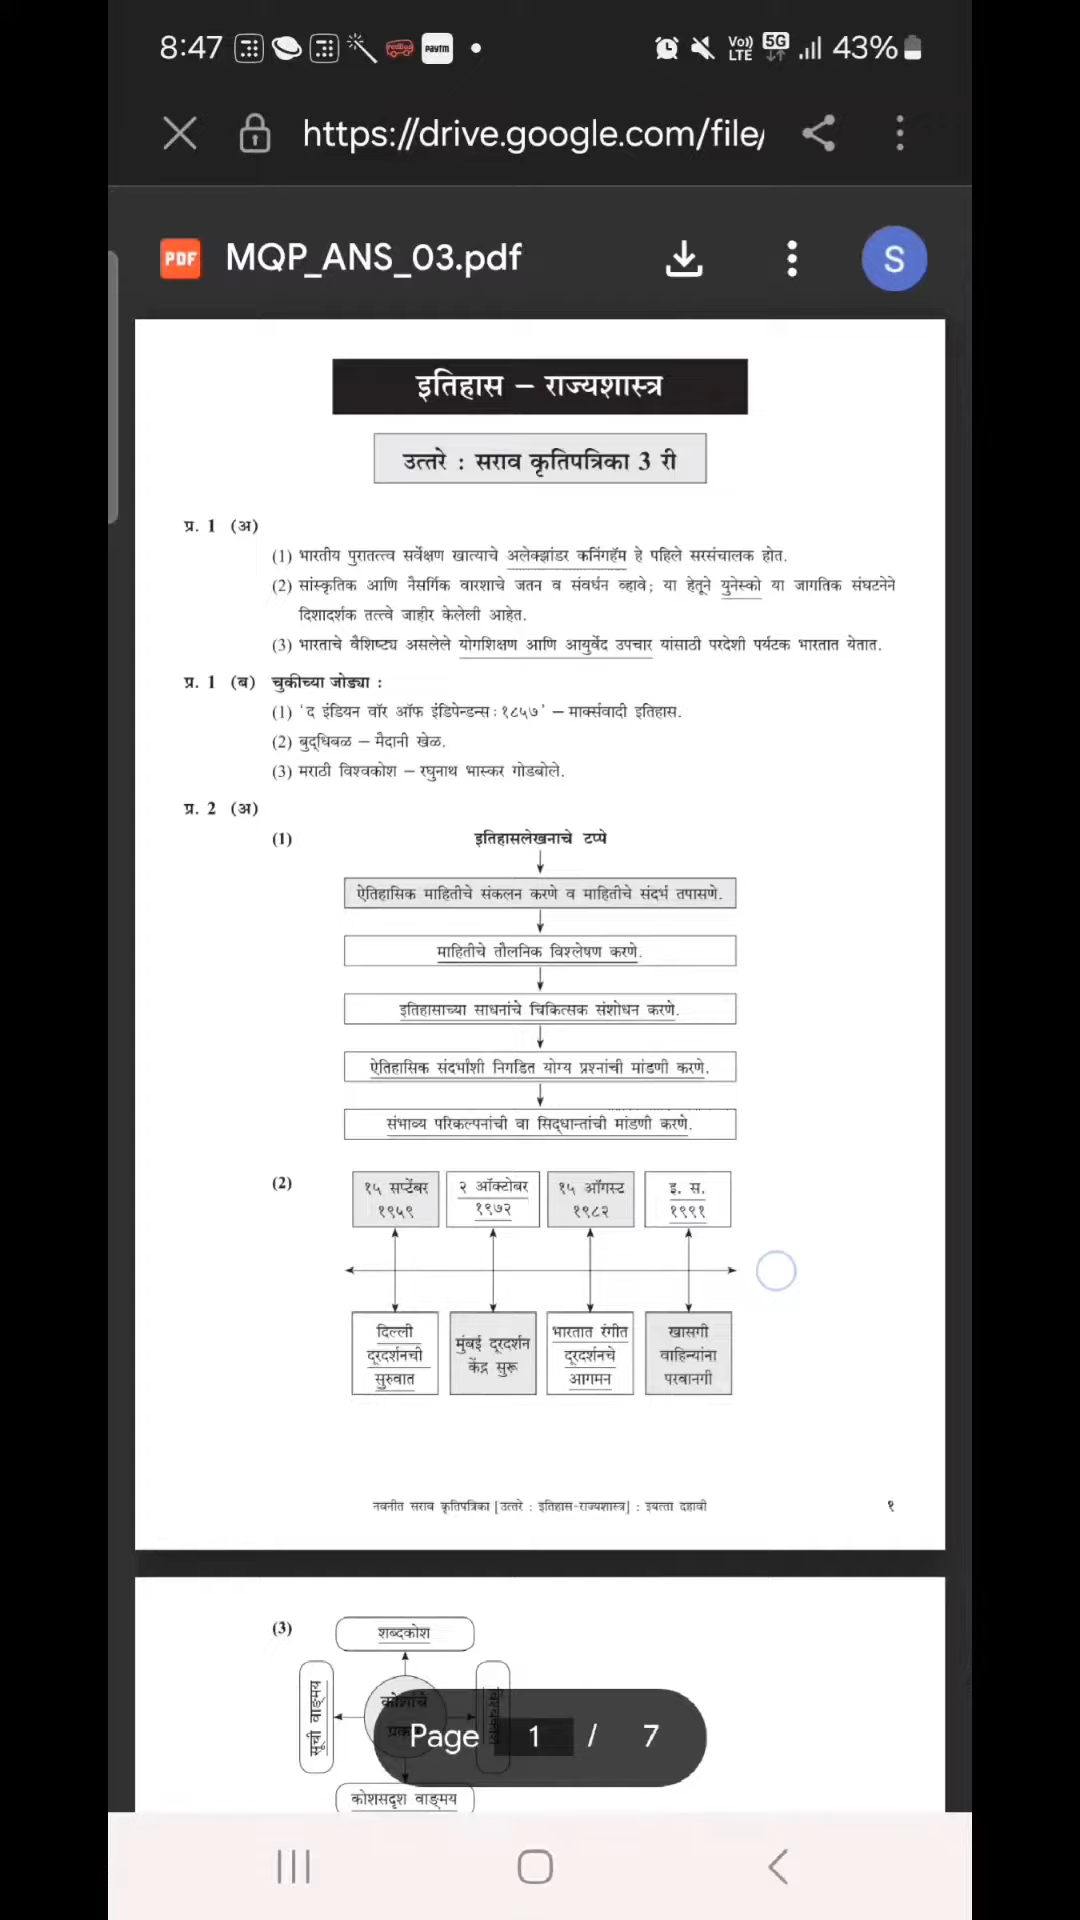 8:47
Paytm
Vo))
LTE
5G
43%
https://drive.google.com/file/
PDF
MQP_ANS_03.pdf
S
इतिहास – राज्यशास्त्र
उत्तरे : सराव कृतिपत्रिका 3 री
प्र. 1 (अ)
(1) भारतीय पुरातत्त्व सर्वेक्षण खात्याचे अलेक्झांडर कनिंगहॅम हे पहिले सरसंचालक होत.
(2) सांस्कृतिक आणि नैसर्गिक वारशाचे जतन व संवर्धन व्हावे; या हेतूने युनेस्को या जागतिक संघटनेने
दिशादर्शक तत्त्वे जाहीर केलेली आहेत.
(3) भारताचे वैशिष्ट्य असलेले योगशिक्षण आणि आयुर्वेद उपचार यांसाठी परदेशी पर्यटक भारतात येतात.
प्र. 1 (ब) चुकीच्या जोड्या :
(1) 'द इंडियन वॉर ऑफ इंडिपेन्डन्स : १८५७' – मार्क्सवादी इतिहास.
(2) बुद्धिबळ – मैदानी खेळ.
(3) मराठी विश्वकोश – रघुनाथ भास्कर गोडबोले.
प्र. 2 (अ)
(1) इतिहासलेखनाचे टप्पे
ऐतिहासिक माहितीचे संकलन करणे व माहितीचे संदर्भ तपासणे.
माहितीचे तौलनिक विश्लेषण करणे.
इतिहासाच्या साधनांचे चिकित्सक संशोधन करणे.
ऐतिहासिक संदर्भांशी निगडित योग्य प्रश्नांची मांडणी करणे.
संभाव्य परिकल्पनांची वा सिद्धान्तांची मांडणी करणे.
(2) १५ सप्टेंबर २ ऑक्टोबर १५ ऑगस्ट इ. स.
१९५९ १९७२ १९८२ १९९१
दिल्ली मुंबई दूरदर्शन भारतात रंगीत खासगी
दूरदर्शनची केंद्र सुरू दूरदर्शनचे वाहिन्यांना
सुरुवात आगमन परवानगी
नवनीत सराव कृतिपत्रिका [उत्तरे : इतिहास-राज्यशास्त्र] : इयत्ता दहावी १
(3) शब्दकोश
सूची वाङ्मय
कोशांचे
Page 1 / 7
कोशसदृश वाङ्मय